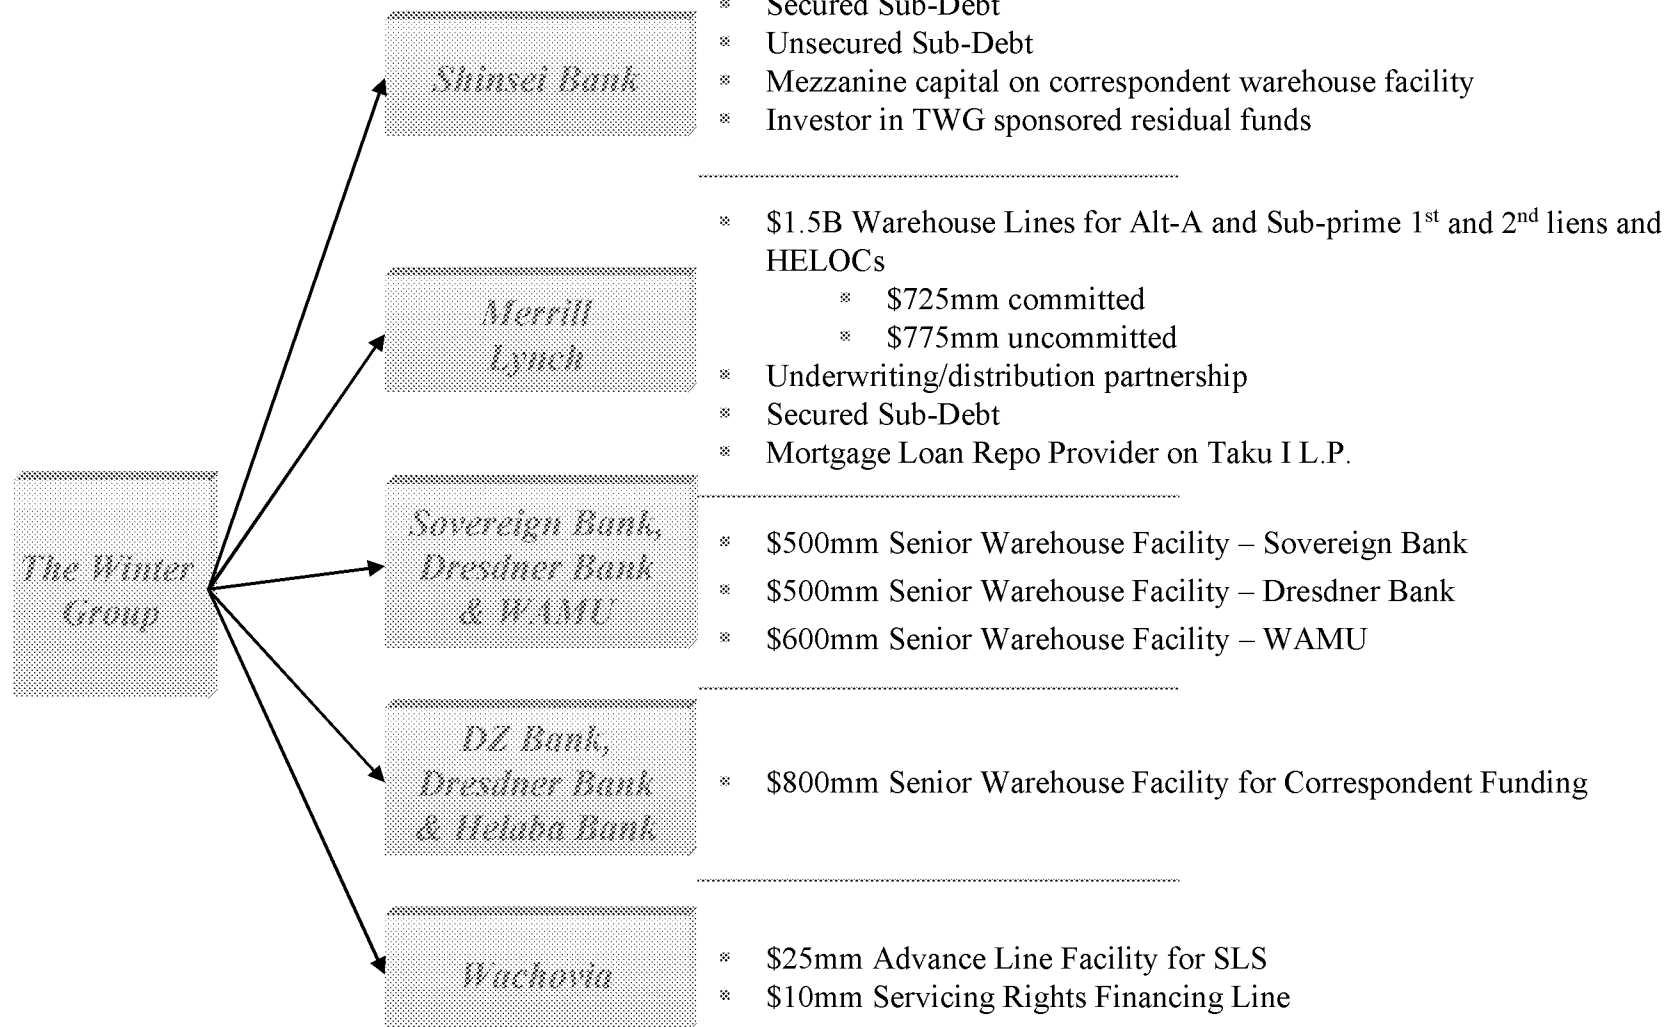 Secured Sub-Debt
Shinsei Bank
Unsecured Sub-Debt
Mezzanine capital on correspondent warehouse facility
Investor in TWG sponsored residual funds
Merrill
Lynch
$1.5B Warehouse Lines for Alt-A and Sub-prime 1st and 2nd liens and
HELOCs
$725mm committed
$775mm uncommitted
Underwriting/distribution partnership
Secured Sub-Debt
Mortgage Loan Repo Provider on Taku I L.P.
The Winter
Group
Sovereign Bank,
Dresdner Bank
& WAMU
$500mm Senior Warehouse Facility – Sovereign Bank
$500mm Senior Warehouse Facility – Dresdner Bank
$600mm Senior Warehouse Facility – WAMU
DZ Bank,
Dresdner Bank
& Helaba Bank
$800mm Senior Warehouse Facility for Correspondent Funding
Wachovia
$25mm Advance Line Facility for SLS
$10mm Servicing Rights Financing Line